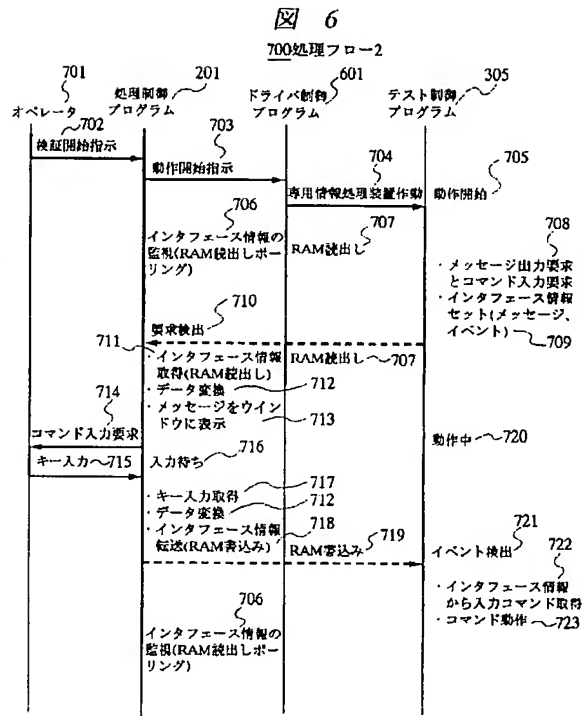 図 6
700処理フロー2
701
オペレータ
処理制御
プログラム
201
ドライバ制御
プログラム
601
テスト制御
プログラム
305
702
検証開始指示
703
動作開始指示
704
専用情報処理装置作動
705
動作開始
706
インタフェース情報の
監視(RAM読出しポー
リング)
707
RAM読出し
708
・メッセージ出力要求
とコマンド入力要求
・インタフェース情報
セット(メッセージ、
イベント)
709
710
要求検出
711
・インタフェース情報
取得(RAM読出し)
・データ変換
712
・メッセージをウイン
ドウに表示
713
RAM読出し
707
714
コマンド入力要求
動作中
720
キー入力
715
入力待ち
716
717
・キー入力取得
・データ変換
712
・インタフェース情報
転送(RAM書込み)
718
719
RAM書込み
721
イベント検出
722
・インタフェース情報
から入力コマンド取得
・コマンド動作
723
706
インタフェース情報の
監視(RAM読出しポー
リング)